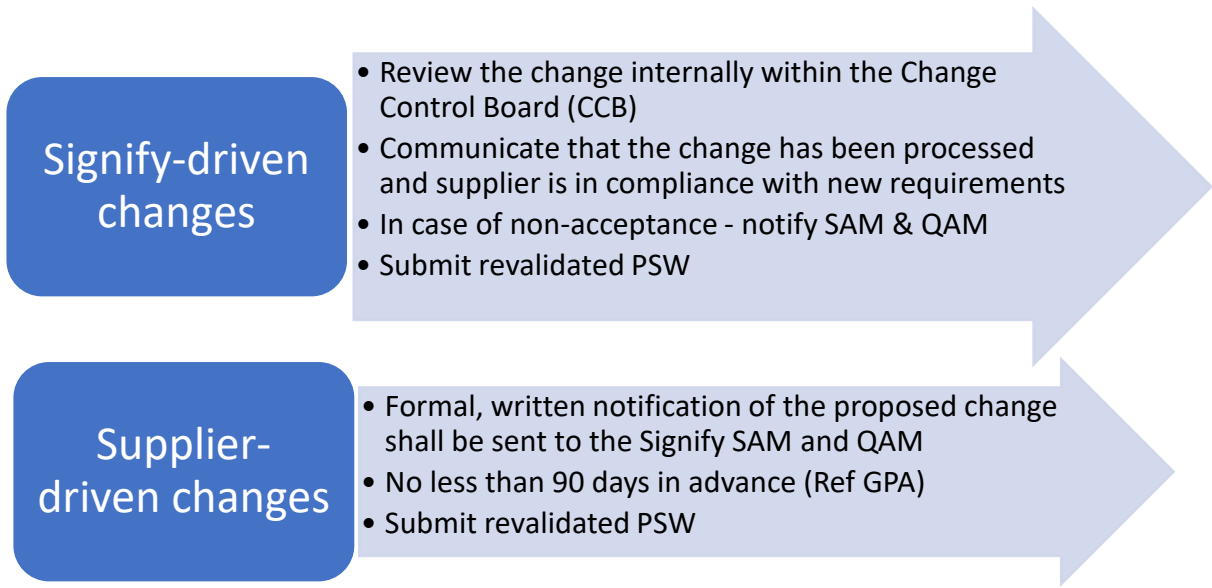 Signify-driven
changes
• Review the change internally within the Change
Control Board (CCB)
• Communicate that the change has been processed
and supplier is in compliance with new requirements
• In case of non-acceptance - notify SAM & QAM
• Submit revalidated PSW
Supplier-
driven changes
• Formal, written notification of the proposed change
shall be sent to the Signify SAM and QAM
• No less than 90 days in advance (Ref GPA)
• Submit revalidated PSW